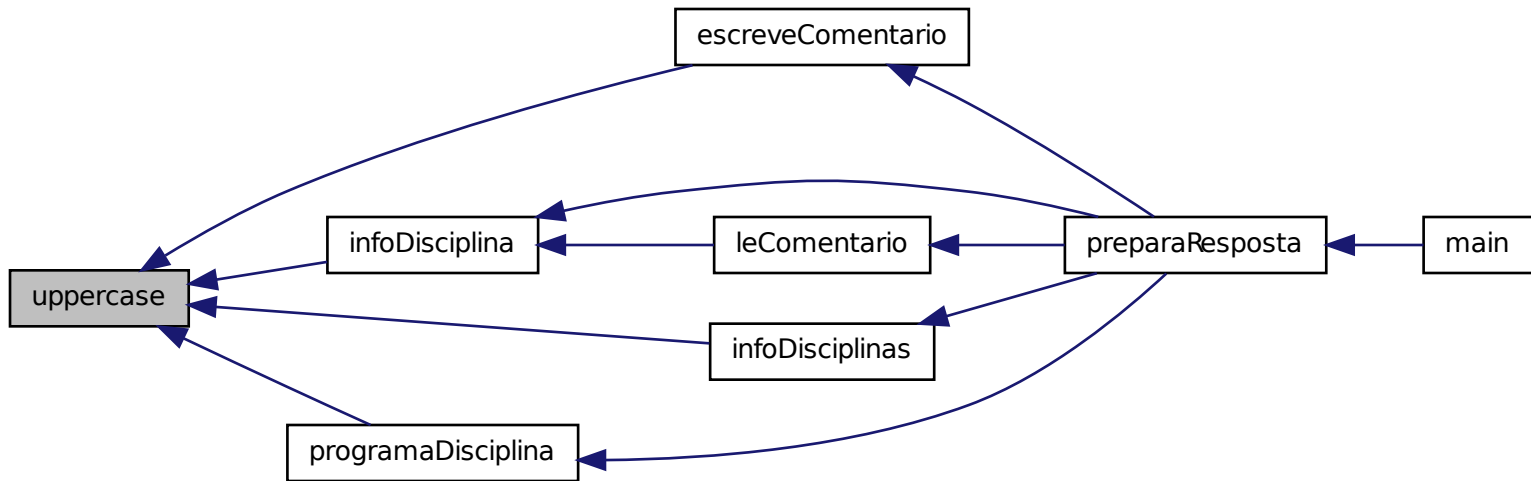 escreveComentario
infoDisciplina
leComentario
preparaResposta
main
uppercase
infoDisciplinas
programaDisciplina